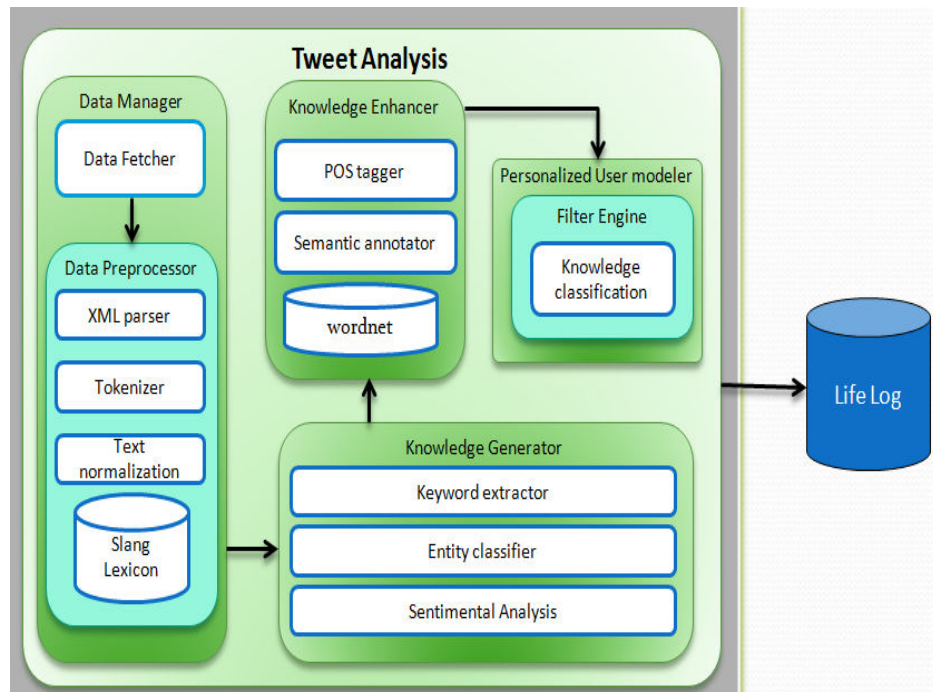 Tweet Analysis
Data Manager
Data Fetcher
Data Preprocessor
XML parser
Tokenizer
Text
normalization
Slang
Lexicon
Knowledge Enhancer
POS tagger
Semantic annotator
wordnet
Personalized User modeler
Filter Engine
Knowledge
classification
Knowledge Generator
Keyword extractor
Entity classifier
Sentimental Analysis
Life Log